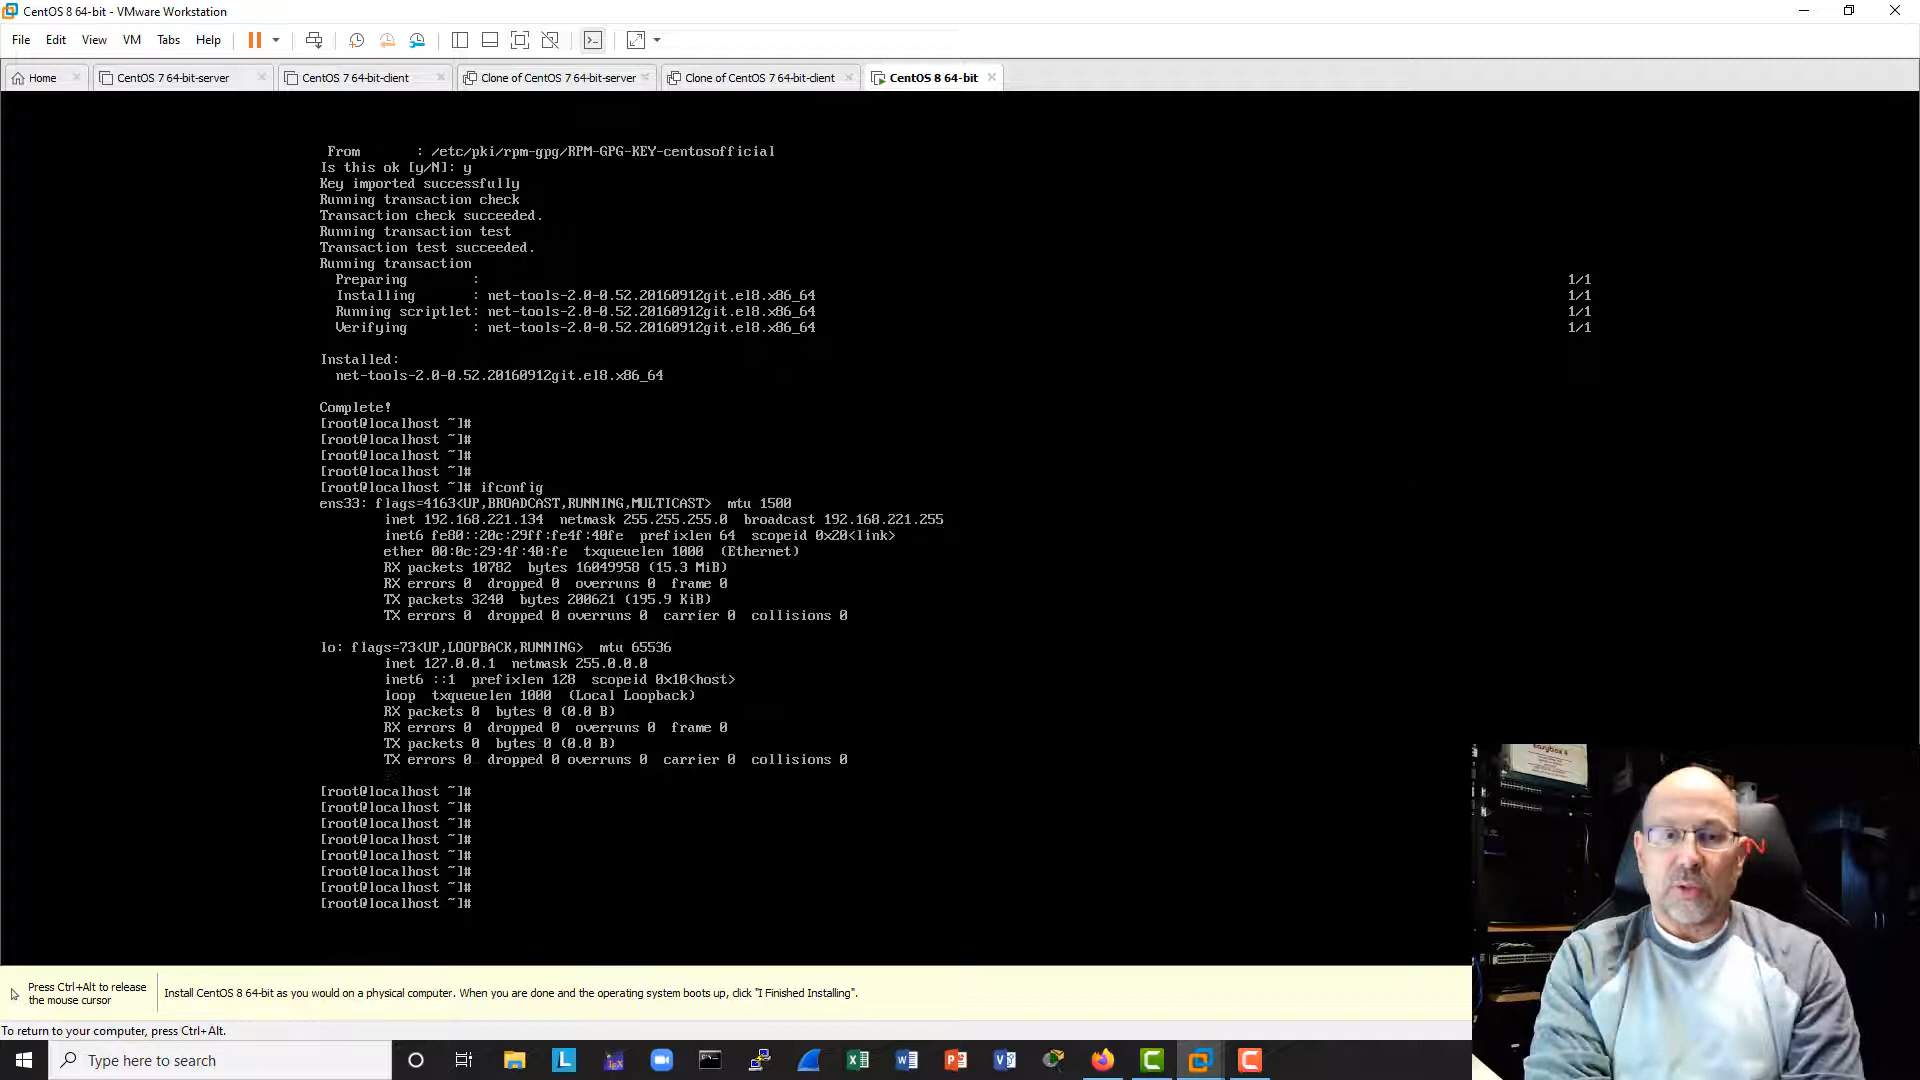 CentOS 8 64-bit - VMware Workstation
File Edit View VM Tabs Help
Home CentOS 7 64-bit-server CentOS 7 64-bit-client Clone of CentOS 7 64-bit-server Clone of CentOS 7 64-bit-client CentOS 8 64-bit
From : /etc/pki/rpm-gpg/RPM-GPG-KEY-centosofficial
Is this ok [y/N]: y
Key imported successfully
Running transaction check
Transaction check succeeded.
Running transaction test
Transaction test succeeded.
Running transaction
Preparing : 1/1
Installing : net-tools-2.0-0.52.20160912git.el8.x86_64 1/1
Running scriptlet: net-tools-2.0-0.52.20160912git.el8.x86_64 1/1
Verifying : net-tools-2.0-0.52.20160912git.el8.x86_64 1/1
Installed:
net-tools-2.0-0.52.20160912git.el8.x86_64
Complete!
[root@localhost ~]#
[root@localhost ~]#
[root@localhost ~]#
[root@localhost ~]#
[root@localhost ~]# ifconfig
ens33: flags=4163<UP,BROADCAST,RUNNING,MULTICAST> mtu 1500
inet 192.168.221.134 netmask 255.255.255.0 broadcast 192.168.221.255
inet6 fe80::20c:29ff:fe4f:40fe prefixlen 64 scopeid 0x20<link>
ether 00:0c:29:4f:40:fe txqueuelen 1000 (Ethernet)
RX packets 10782 bytes 16049958 (15.3 MiB)
RX errors 0 dropped 0 overruns 0 frame 0
TX packets 3240 bytes 200621 (195.9 KiB)
TX errors 0 dropped 0 overruns 0 carrier 0 collisions 0
lo: flags=73<UP,LOOPBACK,RUNNING> mtu 65536
inet 127.0.0.1 netmask 255.0.0.0
inet6 ::1 prefixlen 128 scopeid 0x10<host>
loop txqueuelen 1000 (Local Loopback)
RX packets 0 bytes 0 (0.0 B)
RX errors 0 dropped 0 overruns 0 frame 0
TX packets 0 bytes 0 (0.0 B)
TX errors 0 dropped 0 overruns 0 carrier 0 collisions 0
[root@localhost ~]#
[root@localhost ~]#
[root@localhost ~]#
[root@localhost ~]#
[root@localhost ~]#
[root@localhost ~]#
[root@localhost ~]#
[root@localhost ~]#
Press Ctrl+Alt to release
the mouse cursor
Install CentOS 8 64-bit as you would on a physical computer. When you are done and the operating system boots up, click "I Finished Installing".
To return to your computer, press Ctrl+Alt.
Type here to search